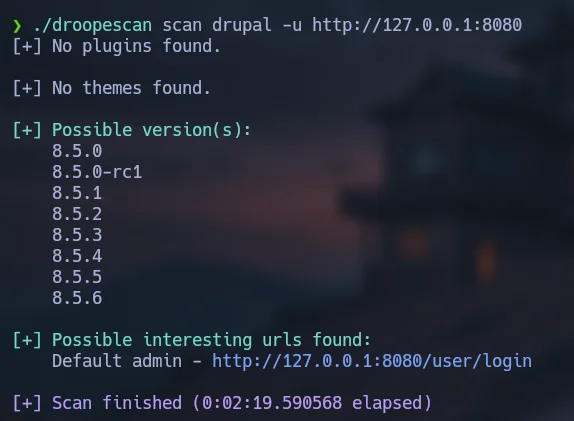 ❯ ./droopescan scan drupal -u http://127.0.0.1:8080
[+] No plugins found.
[+] No themes found.
[+] Possible version(s):
8.5.0
8.5.0-rc1
8.5.1
8.5.2
8.5.3
8.5.4
8.5.5
8.5.6
[+] Possible interesting urls found:
Default admin - http://127.0.0.1:8080/user/login
[+] Scan finished (0:02:19.590568 elapsed)